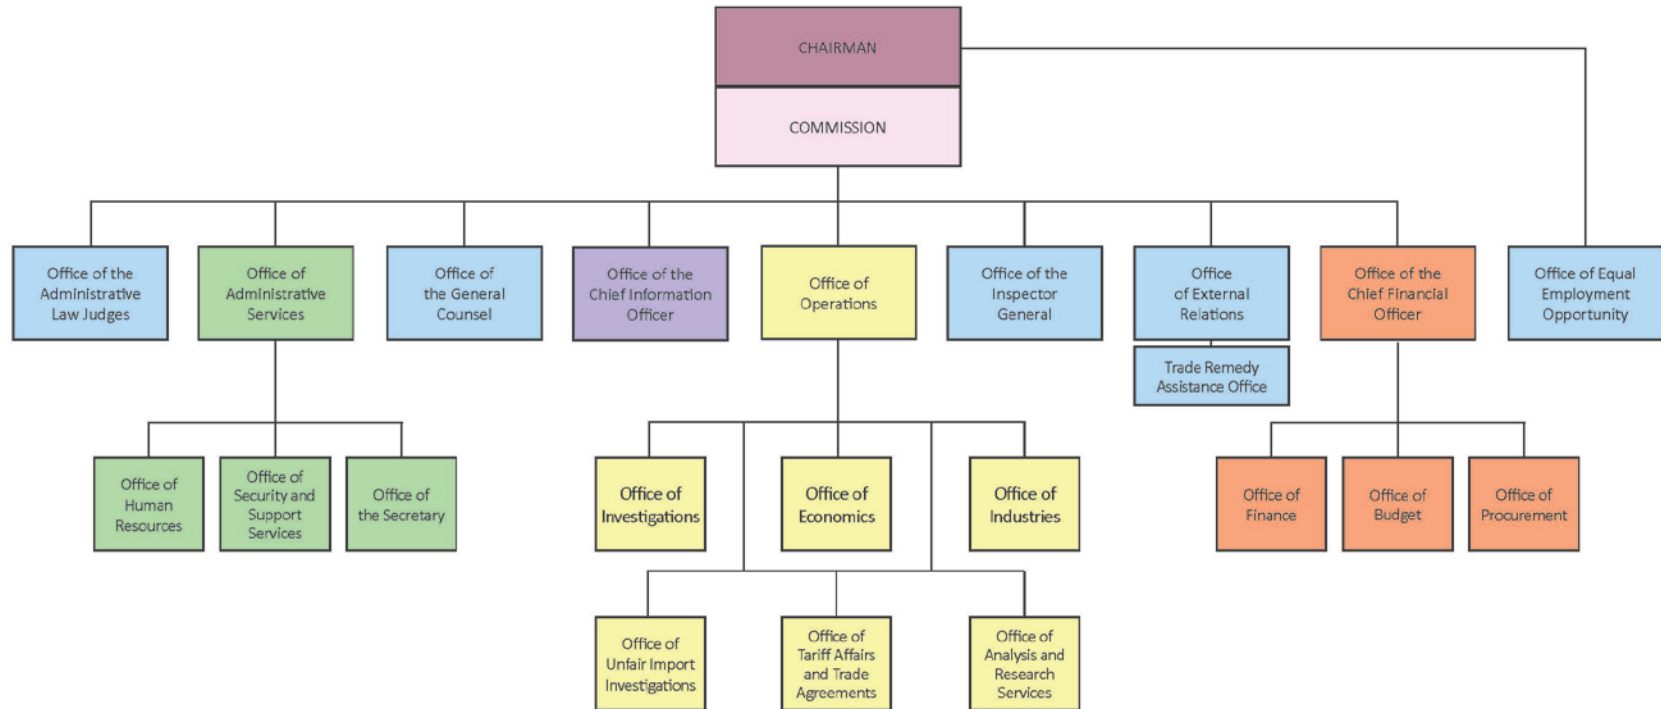 CHAIRMAN
COMMISSION
Office of the
Administrative
Law Judges
Office of
Administrative
Services
Office of
the General
Counsel
Office of the
Chief Information
Officer
Office of
Operations
Office of the
Inspector
General
Office
of External
Relations
Office of the
Chief Financial
Officer
Office of Equal
Employment
Opportunity
Trade Remedy
Assistance Office
Office of
Human
Resources
Office of
Security and
Support
Services
Office of
the Secretary
Office of
Investigations
Office of
Economics
Office of
Industries
Office of
Finance
Office of
Budget
Office of
Procurement
Office of
Unfair Import
Investigations
Office of
Tariff Affairs
and Trade
Agreements
Office of
Analysis and
Research
Services